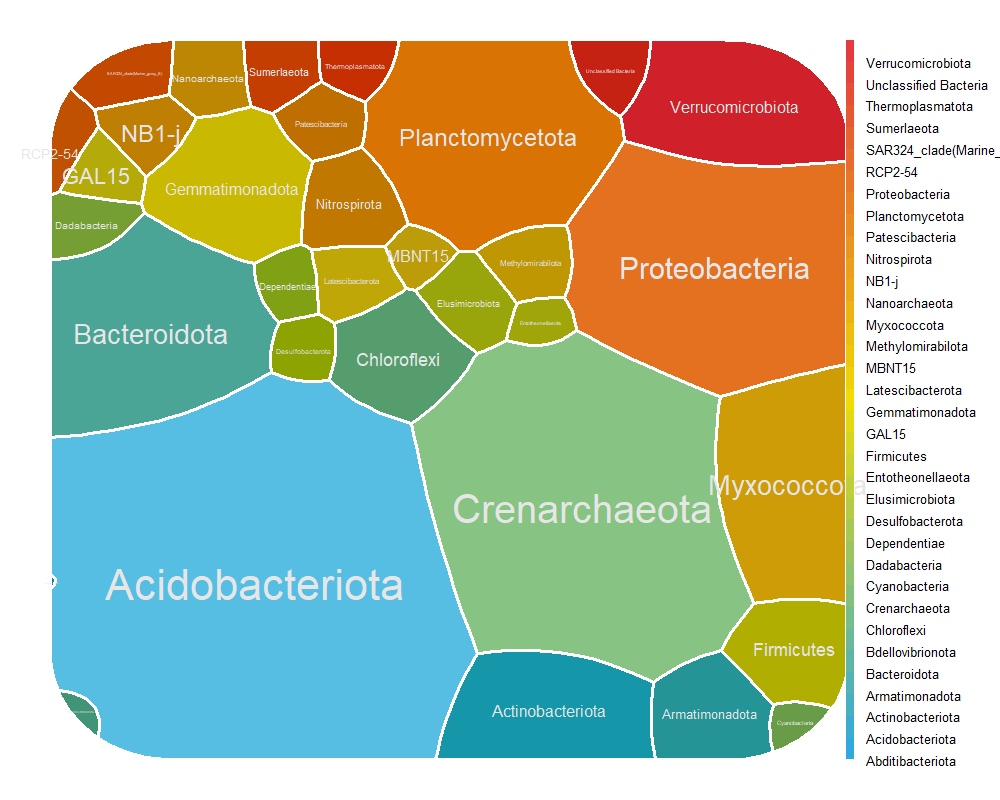 SAR324_clade(Marine_group_B)
Nanoarchaeota
Sumerlaeota
Thermoplasmatota
Unclassified Bacteria
Verrucomicrobiota
Patescibacteria
NB1-j
Planctomycetota
RCP2-54
GAL15
Gemmatimonadota
Nitrospirota
Dadabacteria
MBNT15
Methylomirabilota
Proteobacteria
Dependentiae
Latescibacterota
Elusimicrobiota
Entotheonellaeota
Bacteroidota
Desulfobacterota
Chloroflexi
Myxococcota
Crenarchaeota
Acidobacteriota
Firmicutes
Actinobacteriota
Armatimonadota
Cyanobacteria
Verrucomicrobiota
Unclassified Bacteria
Thermoplasmatota
Sumerlaeota
SAR324_clade(Marine_
RCP2-54
Proteobacteria
Planctomycetota
Patescibacteria
Nitrospirota
NB1-j
Nanoarchaeota
Myxococcota
Methylomirabilota
MBNT15
Latescibacterota
Gemmatimonadota
GAL15
Firmicutes
Entotheonellaeota
Elusimicrobiota
Desulfobacterota
Dependentiae
Dadabacteria
Cyanobacteria
Crenarchaeota
Chloroflexi
Bdellovibrionota
Bacteroidota
Armatimonadota
Actinobacteriota
Acidobacteriota
Abditibacteriota